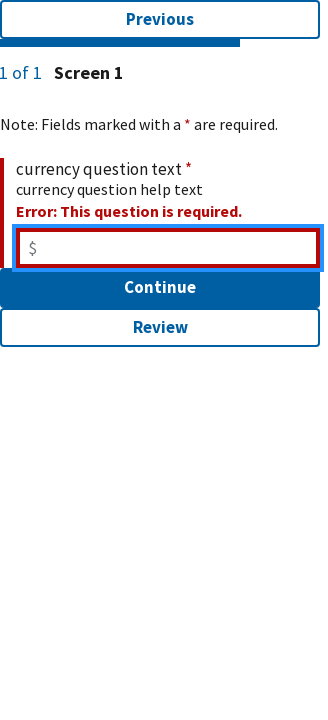 Previous
1 of 1 Screen 1
Note: Fields marked with a * are required.
currency question text *
currency question help text
Error: This question is required.
$
Continue
Review